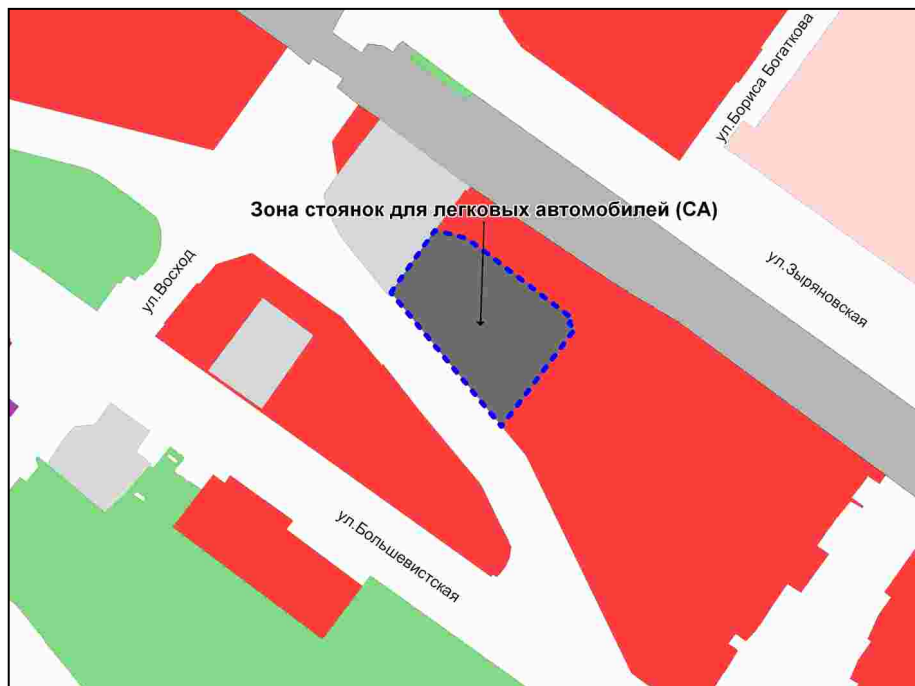 ул.Бориса Богаткова
Зона стоянок для легковых автомобилей (СА)
ул.Восход
ул.Зыряновская
ул.Большевистская